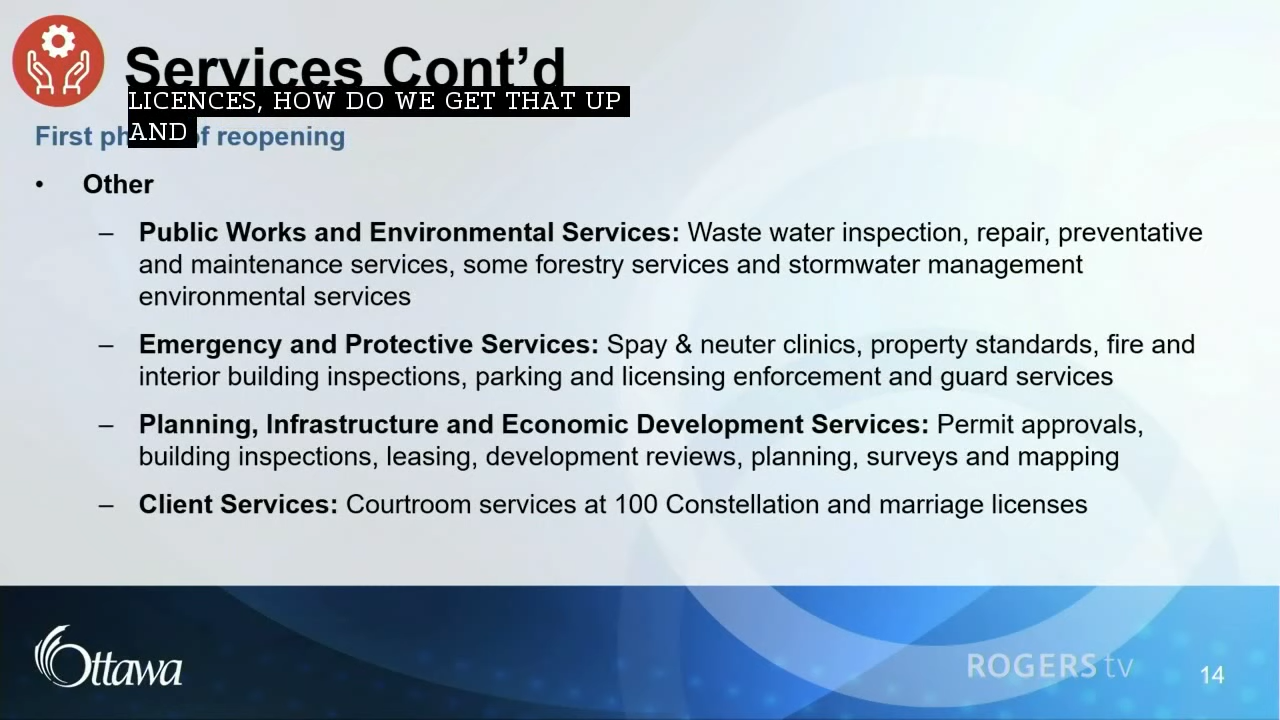 Services Cont’d
LICENCES, HOW DO WE GET THAT UP
AND
First ph of reopening
• Other
– Public Works and Environmental Services: Waste water inspection, repair, preventative
and maintenance services, some forestry services and stormwater management
environmental services
– Emergency and Protective Services: Spay & neuter clinics, property standards, fire and
interior building inspections, parking and licensing enforcement and guard services
– Planning, Infrastructure and Economic Development Services: Permit approvals,
building inspections, leasing, development reviews, planning, surveys and mapping
– Client Services: Courtroom services at 100 Constellation and marriage licenses
Ottawa
ROGERS tv
14